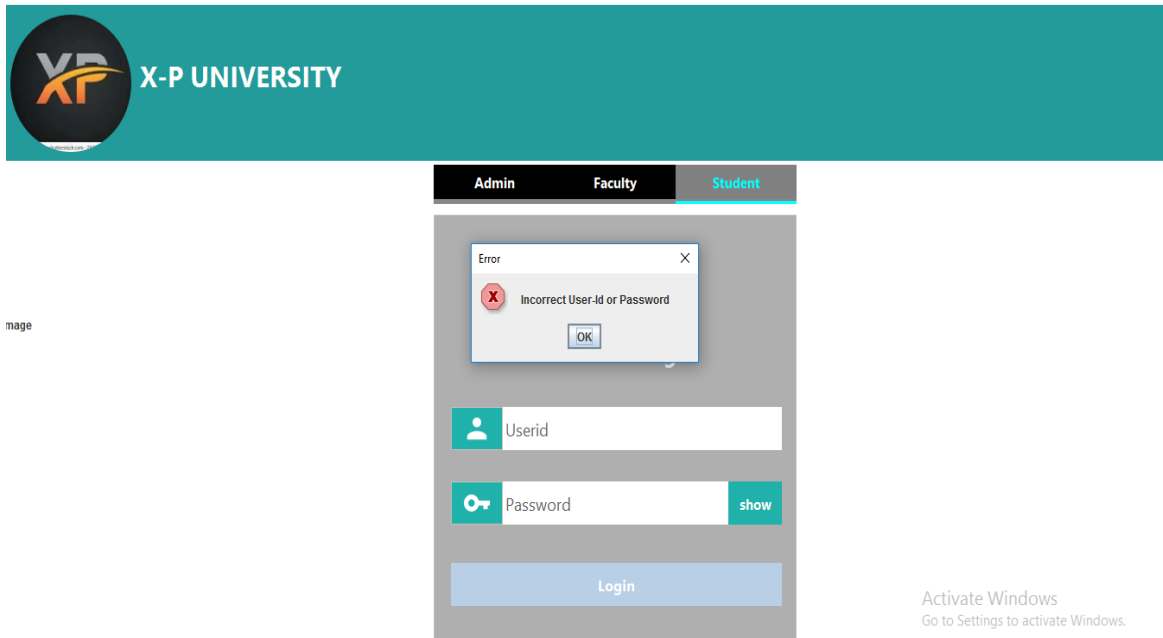 XP
X-P UNIVERSITY
Admin Faculty Student
Error X
X Incorrect User-Id or Password
OK
mage
Userid
Password show
Login
Activate Windows
Go to Settings to activate Windows.